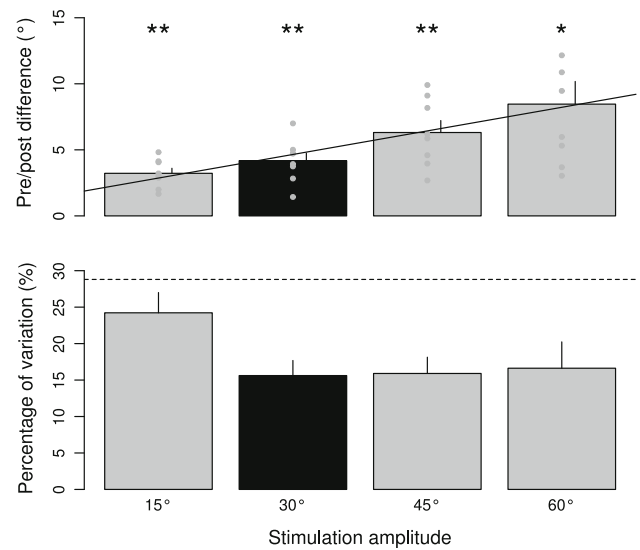 Pre/post difference (°)
15
10
5
0
** ** ** *
Percentage of variation (%)
30
25
20
15
10
5
0
15° 30° 45° 60°
Stimulation amplitude